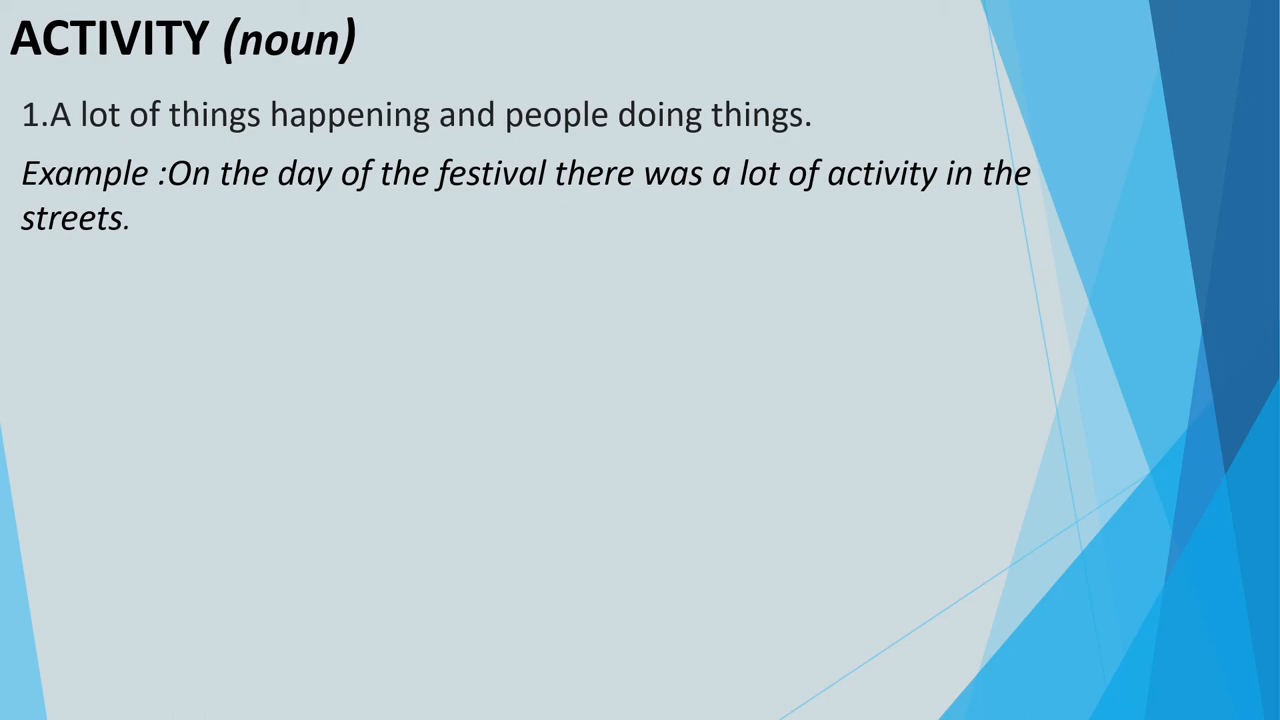 ACTIVITY (noun)
1.A lot of things happening and people doing things.
Example :On the day of the festival there was a lot of activity in the
streets.